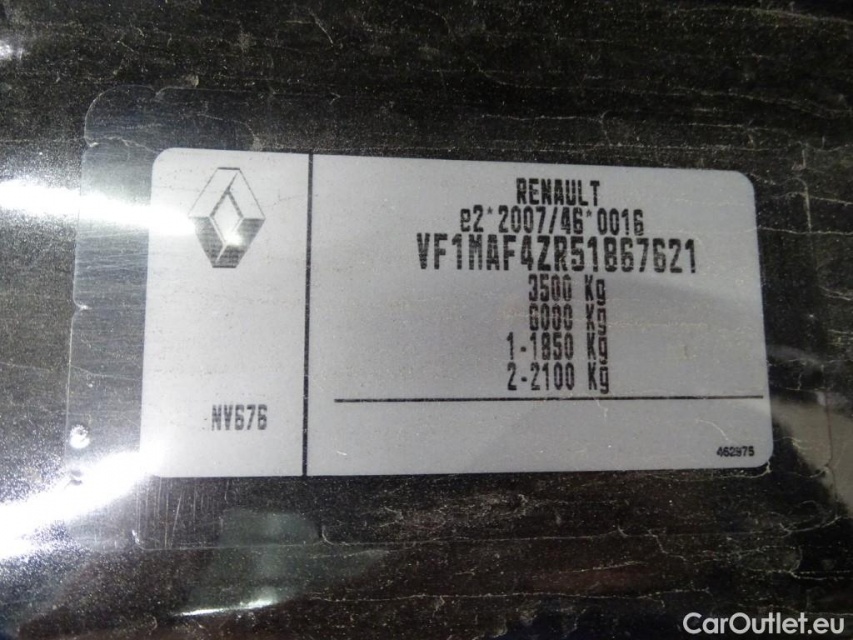 RENAULT
e2*2007/46*0016
VF1MAF4ZR51867621
3500 Kg
6000 Kg
1-1850 Kg
2-2100 Kg
NV676
462975
CarOutlet.eu